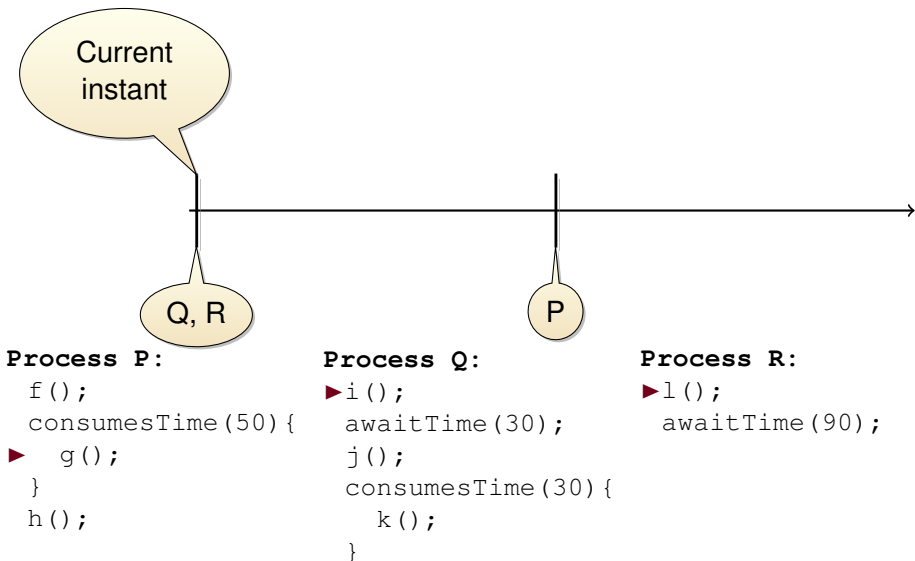 Current
instant
Q, R
P
Process P:
f();
consumesTime(50){
g();
}
h();
Process Q:
i();
awaitTime(30);
j();
consumesTime(30){
k();
}
Process R:
l();
awaitTime(90);